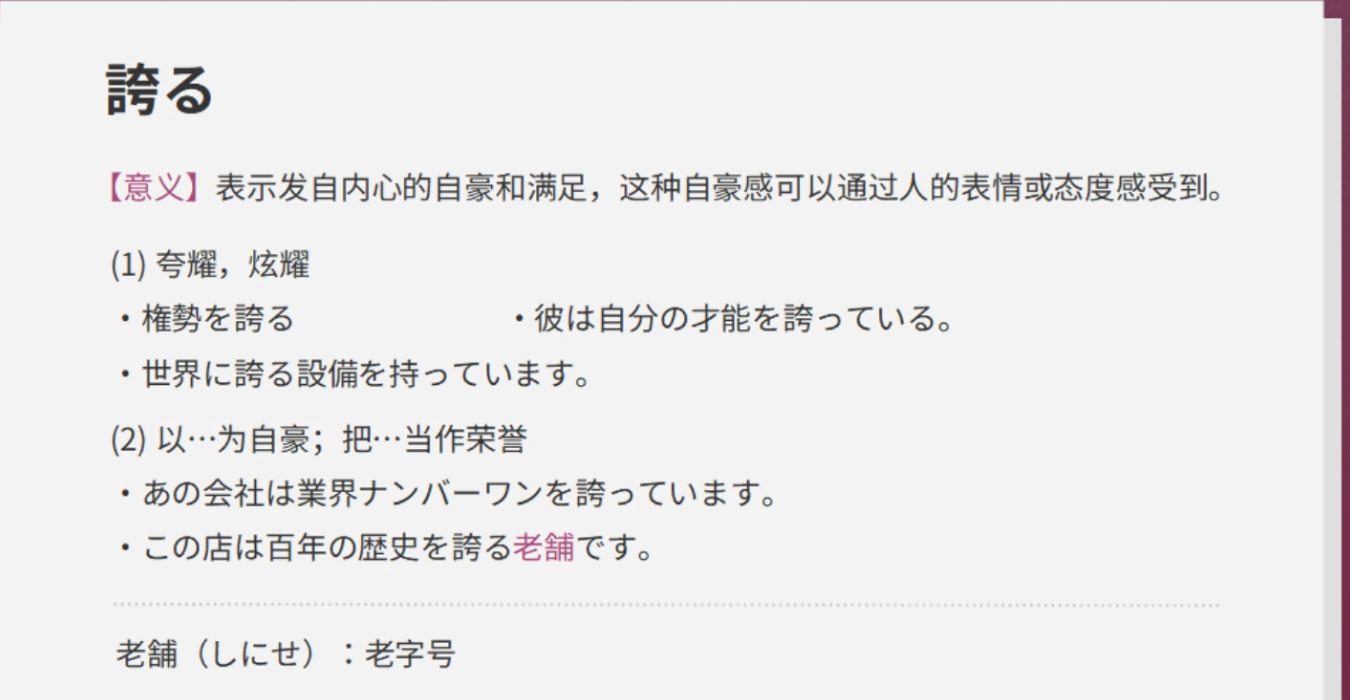 誇る
【意义】表示发自内心的自豪和满足，这种自豪感可以通过人的表情或态度感受到。
(1) 夸耀，炫耀
・権勢を誇る ・彼は自分の才能を誇っている。
・世界に誇る設備を持っています。
(2) 以…为自豪；把…当作荣誉
・あの会社は業界ナンバーワンを誇っています。
・この店は百年の歴史を誇る老舗です。
老舗（しにせ）：老字号